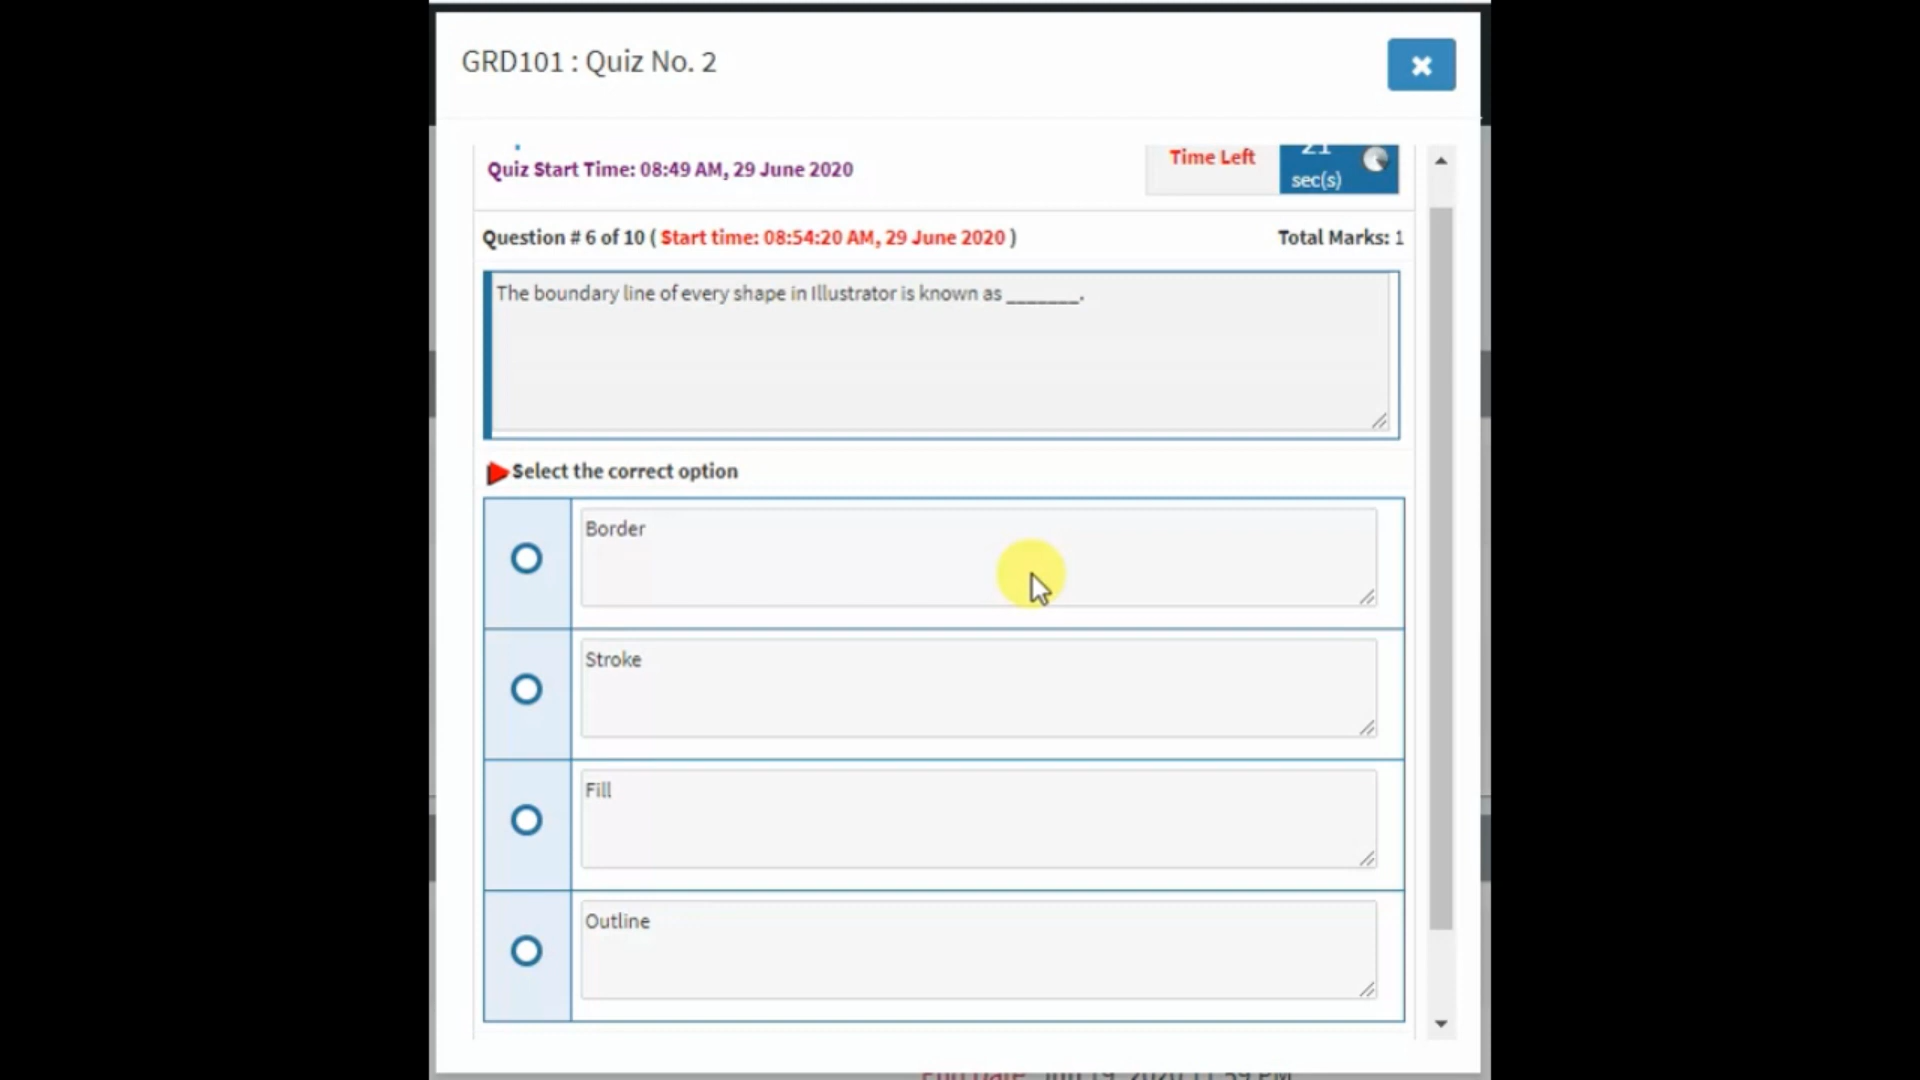 GRD101 : Quiz No. 2
Quiz Start Time: 08:49 AM, 29 June 2020
Time Left
21
sec(s)
Question # 6 of 10 ( Start time: 08:54:20 AM, 29 June 2020 )
Total Marks: 1
The boundary line of every shape in Illustrator is known as _______.
Select the correct option
Border
Stroke
Fill
Outline